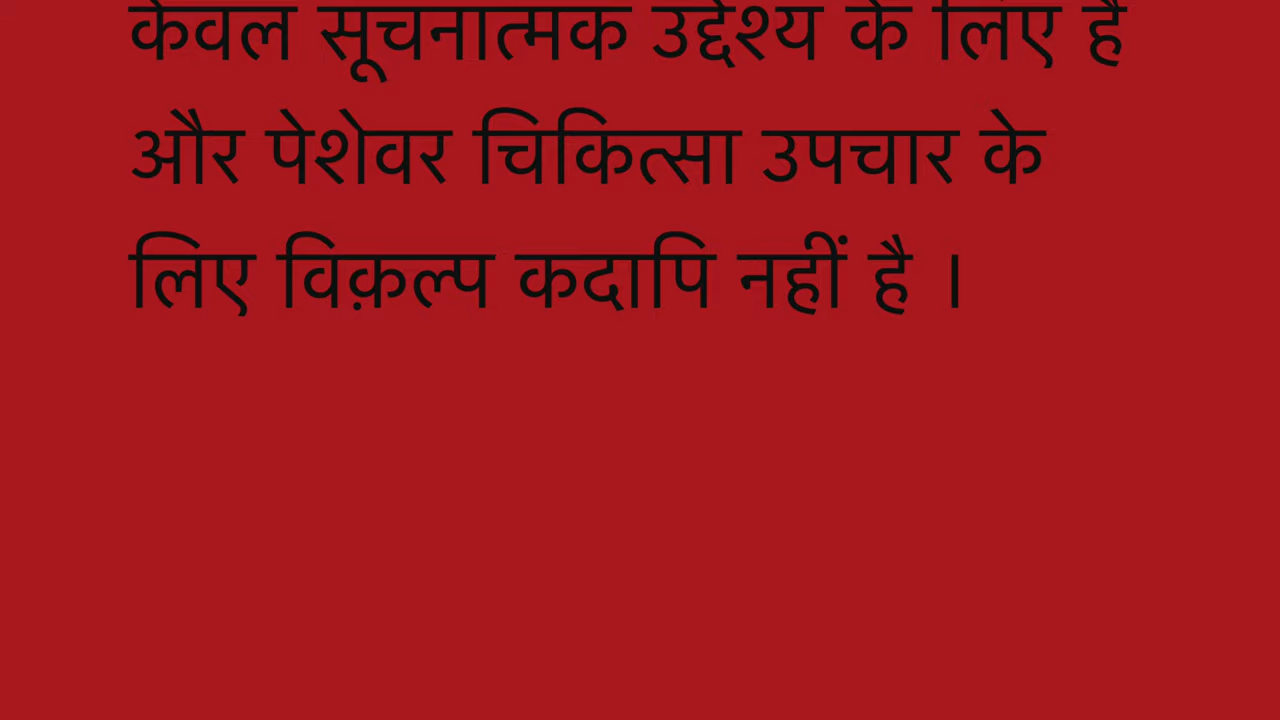 केवल सूचनात्मक उद्देश्य के लिए है
और पेशेवर चिकित्सा उपचार के
लिए विक़ल्प कदापि नहीं है ।